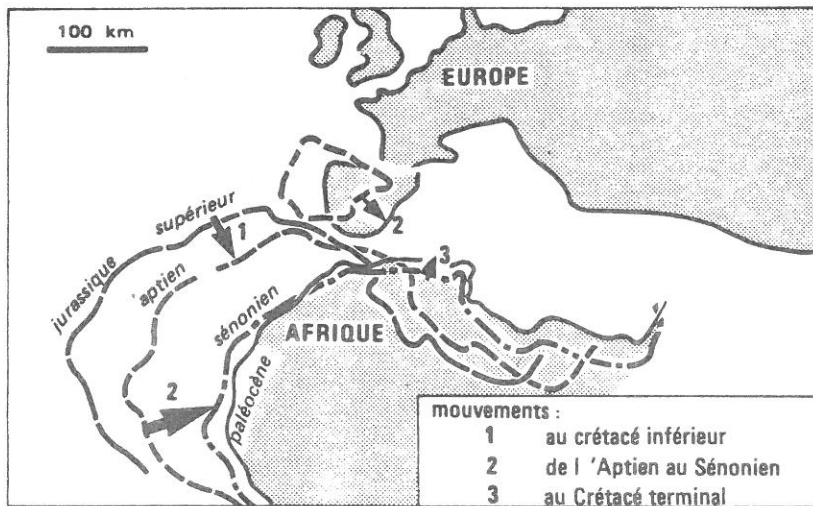 100 km
EUROPE
supérieur
1
2
3
jurassique
aptien
sénonien
AFRIQUE
2
paléocène
mouvements :
1 au crétacé inférieur
2 de l 'Aptien au Sénonien
3 au Crétacé terminal